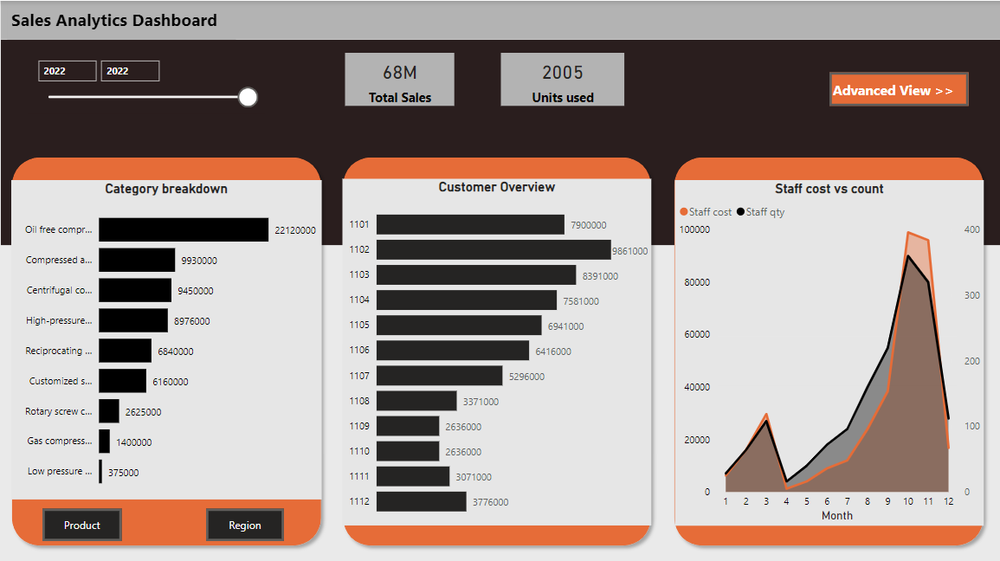 Sales Analytics Dashboard
2022 2022
68M
Total Sales
2005
Units used
Advanced View >>
Category breakdown
Oil free compr... 22120000
Compressed a... 9930000
Centrifugal co... 9450000
High-pressure... 8976000
Reciprocating ... 6840000
Customized s... 6160000
Rotary screw c... 2625000
Gas compress... 1400000
Low pressure ... 375000
Product Region
Customer Overview
1101 7900000
1102 9861000
1103 8391000
1104 7581000
1105 6941000
1106 6416000
1107 5296000
1108 3371000
1109 2636000
1110 2636000
1111 3071000
1112 3776000
Staff cost vs count
Staff cost Staff qty
100000 400
80000
300
60000
200
40000
100
20000
0 0
1 2 3 4 5 6 7 8 9 10 11 12
Month